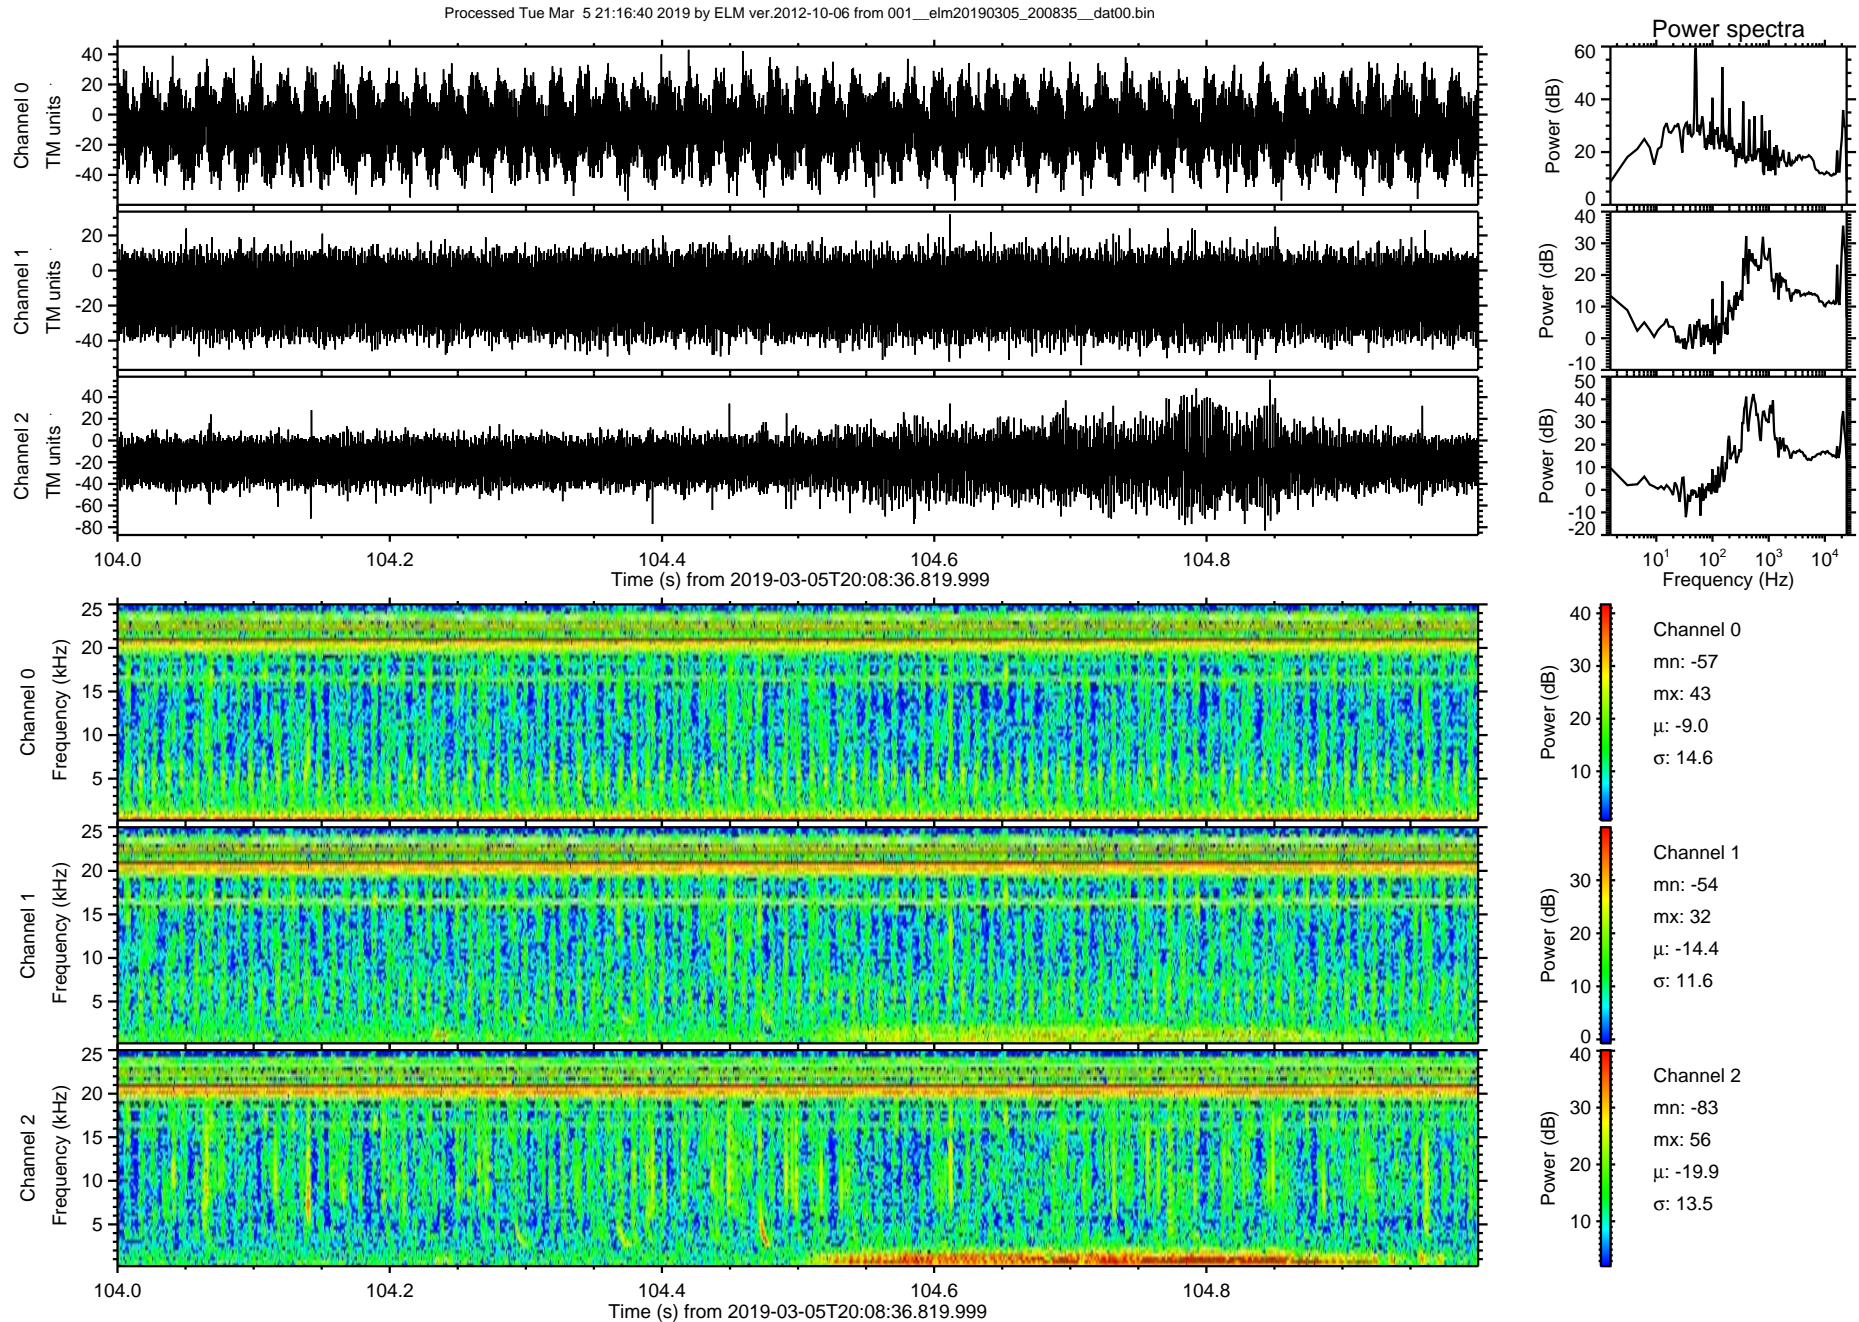 Processed Tue Mar  5 21:16:40 2019 by ELM ver.2012-10-06 from 001__elm20190305_200835__dat00.bin
Power spectra
Channel 0
TM units
40
20
0
-20
-40
Power (dB)
60
40
20
0
Channel 1
TM units
20
0
-20
-40
Power (dB)
40
30
20
10
0
-10
Channel 2
TM units
40
20
0
-20
-40
-60
-80
Power (dB)
50
40
30
20
10
0
-10
-20
104.0 104.2 104.4 104.6 104.8
Time (s) from 2019-03-05T20:08:36.819.999
10^1 10^2 10^3 10^4
Frequency (Hz)
Channel 0
Frequency (kHz)
25
20
15
10
5
Power (dB)
40
30
20
10
Channel 0
mn: -57
mx: 43
μ: -9.0
σ: 14.6
Channel 1
Frequency (kHz)
25
20
15
10
5
Power (dB)
30
20
10
0
Channel 1
mn: -54
mx: 32
μ: -14.4
σ: 11.6
Channel 2
Frequency (kHz)
25
20
15
10
5
Power (dB)
40
30
20
10
Channel 2
mn: -83
mx: 56
μ: -19.9
σ: 13.5
104.0 104.2 104.4 104.6 104.8
Time (s) from 2019-03-05T20:08:36.819.999